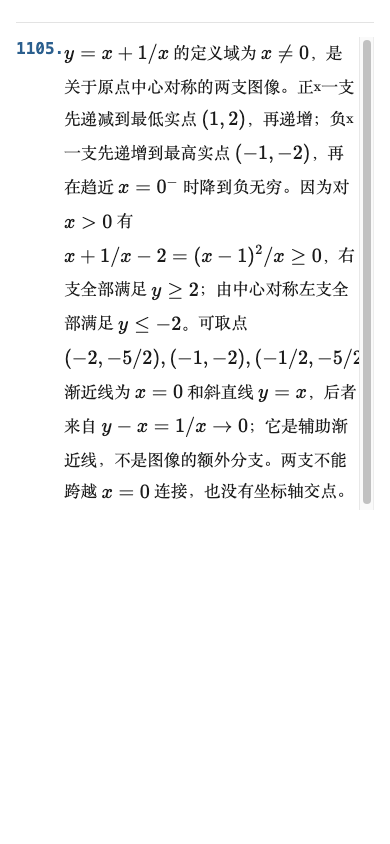 1105. y = x + 1/x 的定义域为 x ≠ 0，是
关于原点中心对称的两支图像。正x一支
先递减到最低实点 (1, 2)，再递增；负x
一支先递增到最高实点 (−1, −2)，再
在趋近 x = 0⁻ 时降到负无穷。因为对
x > 0 有
x + 1/x − 2 = (x − 1)²/x ≥ 0，右
支全部满足 y ≥ 2；由中心对称左支全
部满足 y ≤ −2。可取点
(−2, −5/2), (−1, −2), (−1/2, −5/2
渐近线为 x = 0 和斜直线 y = x，后者
来自 y − x = 1/x → 0；它是辅助渐
近线，不是图像的额外分支。两支不能
跨越 x = 0 连接，也没有坐标轴交点。